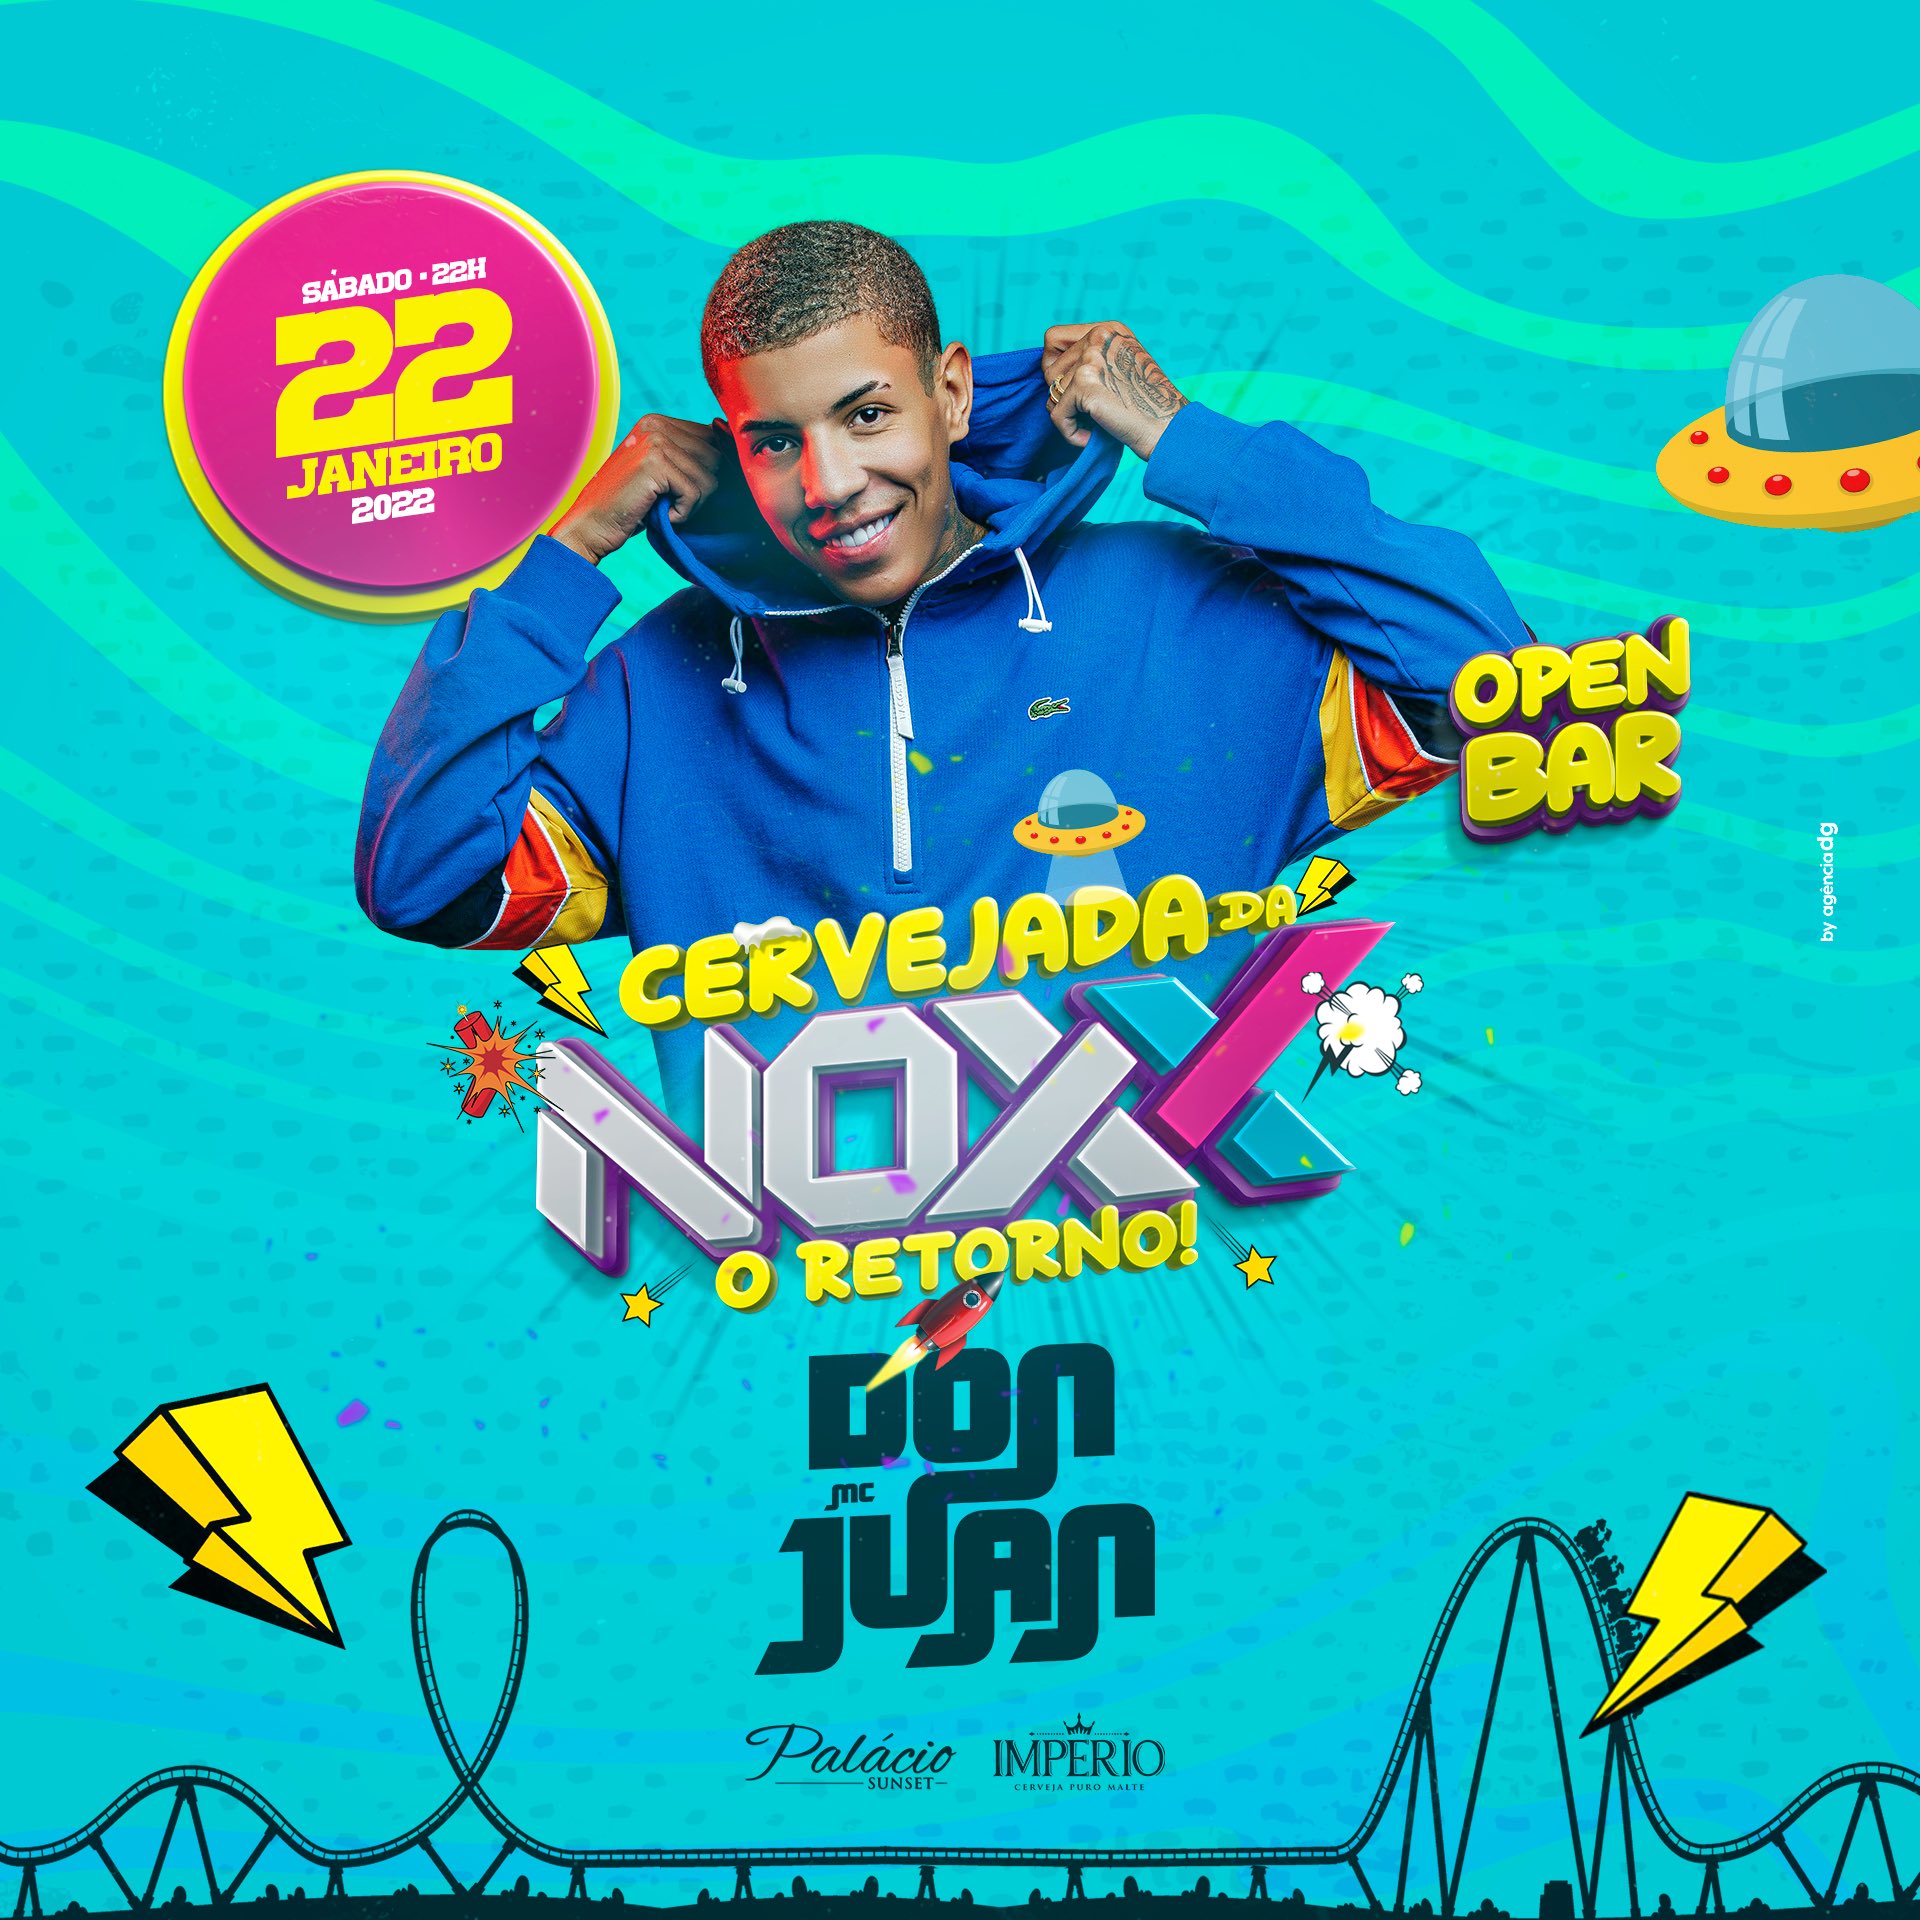 SÁBADO · 22H
22
JANEIRO
2022
OPEN
BAR
by agênciadg
CERVEJADA DA
NOXX
O RETORNO!
DON
MC
JUAN
Palácio
SUNSET
IMPÉRIO
CERVEJA PURO MALTE